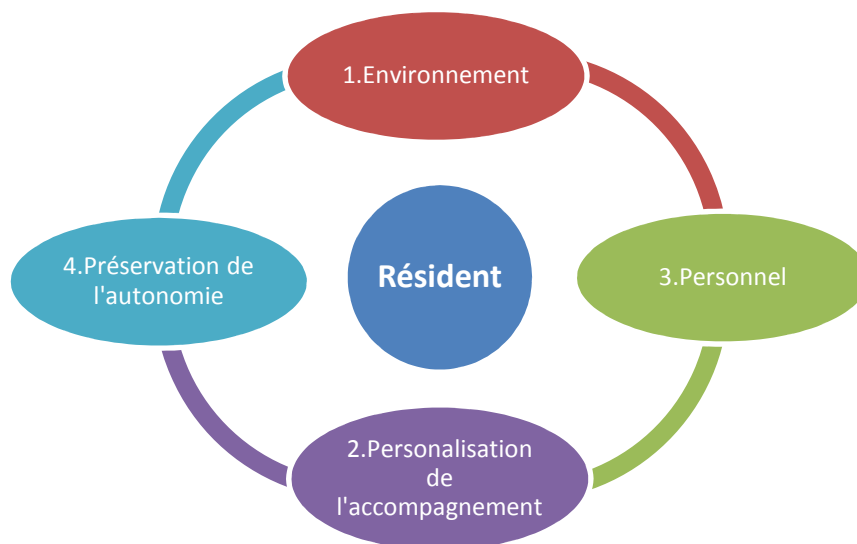 1.Environnement
4.Préservation de
l'autonomie
Résident
3.Personnel
2.Personalisation
de
l'accompagnement